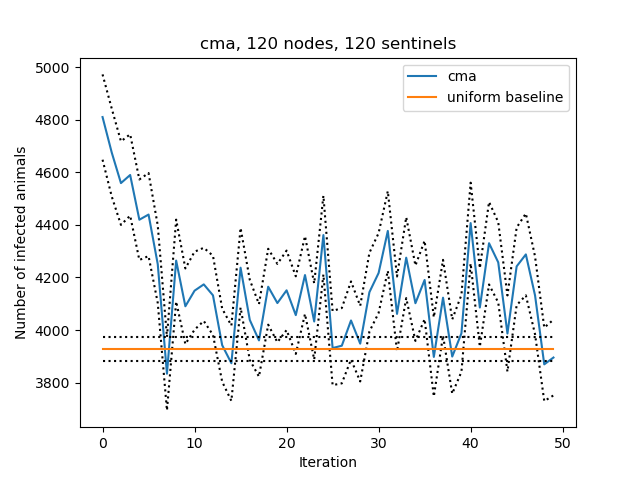 cma, 120 nodes, 120 sentinels
5000
4800
4600
4400
4200
4000
3800
Number of infected animals
cma
uniform baseline
0 10 20 30 40 50
Iteration